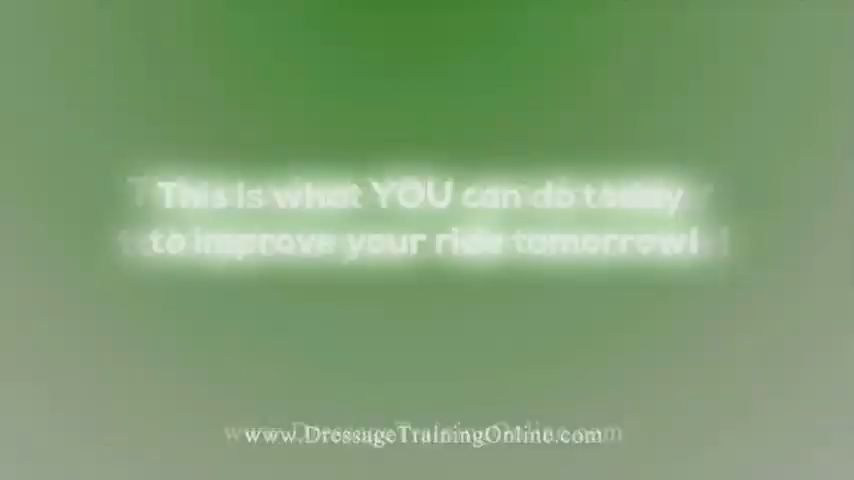 This is what YOU can do today
to improve your ride tomorrow!
www.DressageTrainingOnline.com